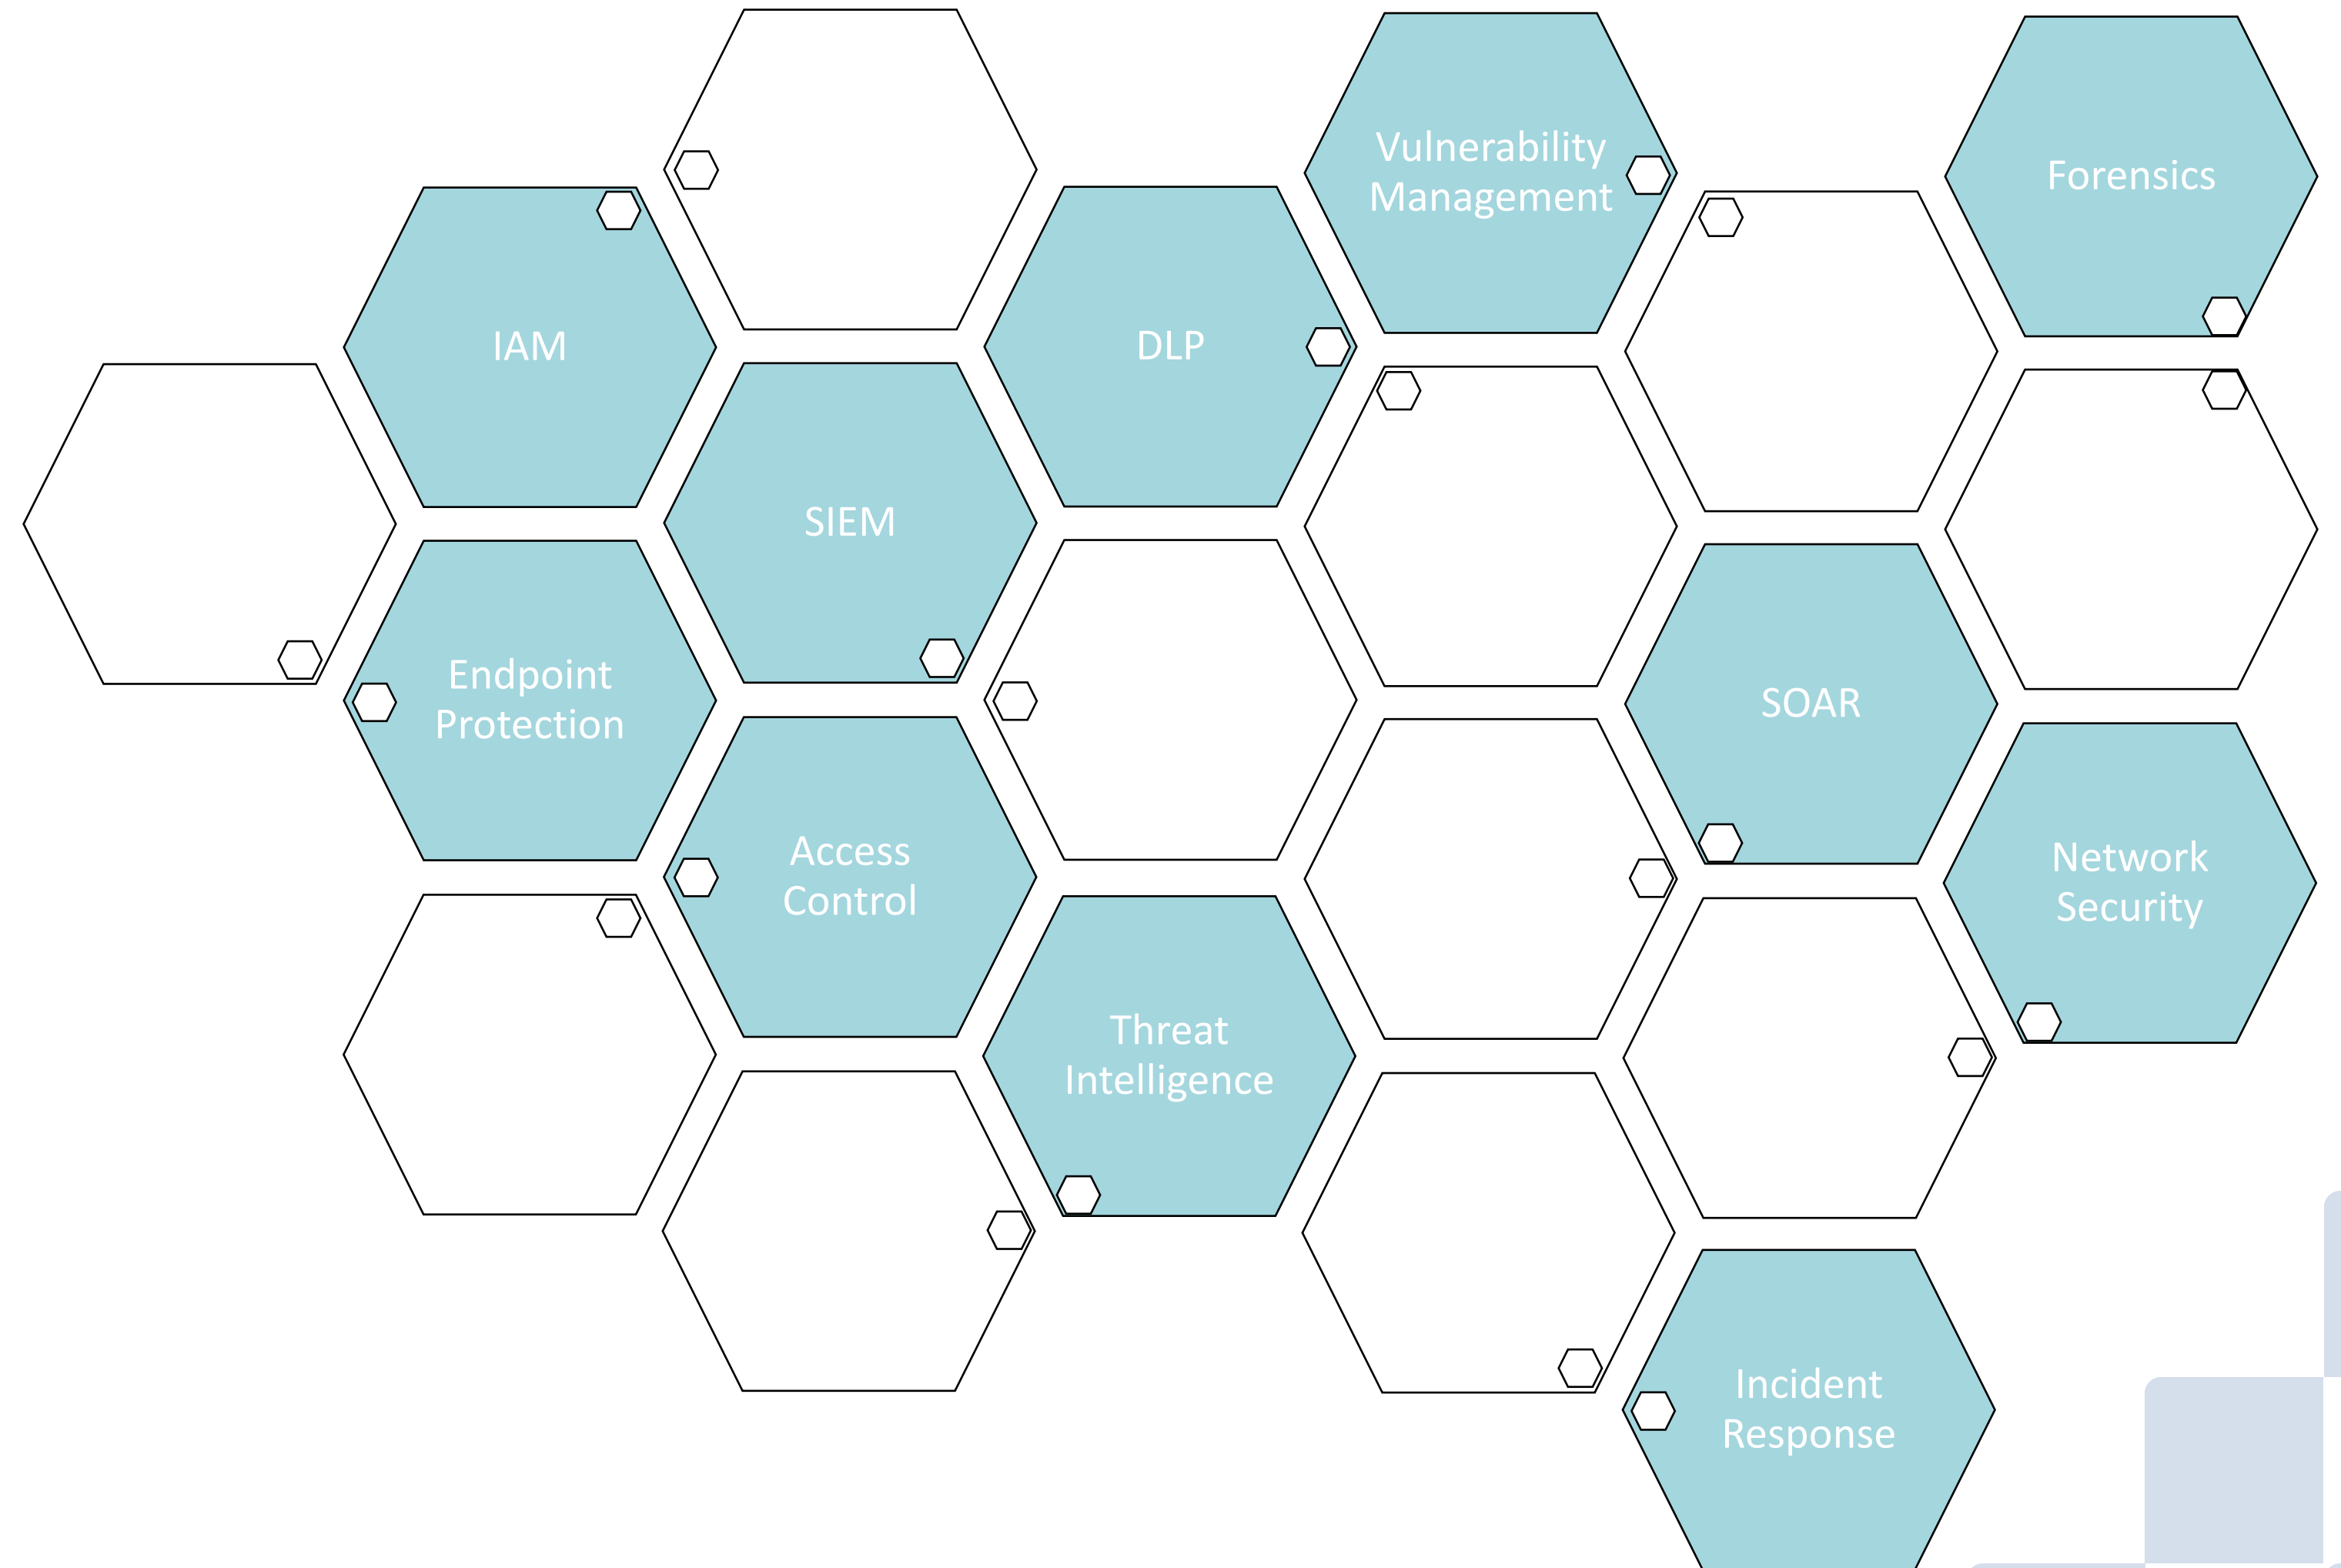 Vulnerability
Management
Forensics
IAM
DLP
SIEM
Endpoint
Protection
SOAR
Access
Control
Network
Security
Threat
Intelligence
Incident
Response